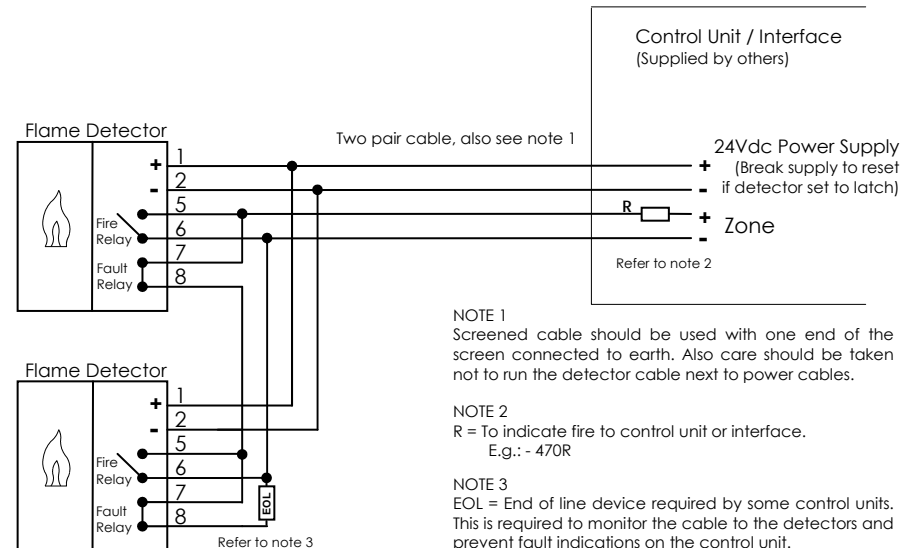 Control Unit / Interface
(Supplied by others)
Flame Detector
Two pair cable, also see note 1
24Vdc Power Supply
(Break supply to reset
if detector set to latch)
+ 1
- 2
5
Fire
Relay
6
7
Fault
Relay
8
+
-
R
+
-
Zone
Refer to note 2
NOTE 1
Screened cable should be used with one end of the
screen connected to earth. Also care should be taken
not to run the detector cable next to power cables.
Flame Detector
+ 1
- 2
5
Fire
Relay
6
7
Fault
Relay
8
EOL
Refer to note 3
NOTE 2
R = To indicate fire to control unit or interface.
E.g.: - 470R
NOTE 3
EOL = End of line device required by some control units.
This is required to monitor the cable to the detectors and
prevent fault indications on the control unit.